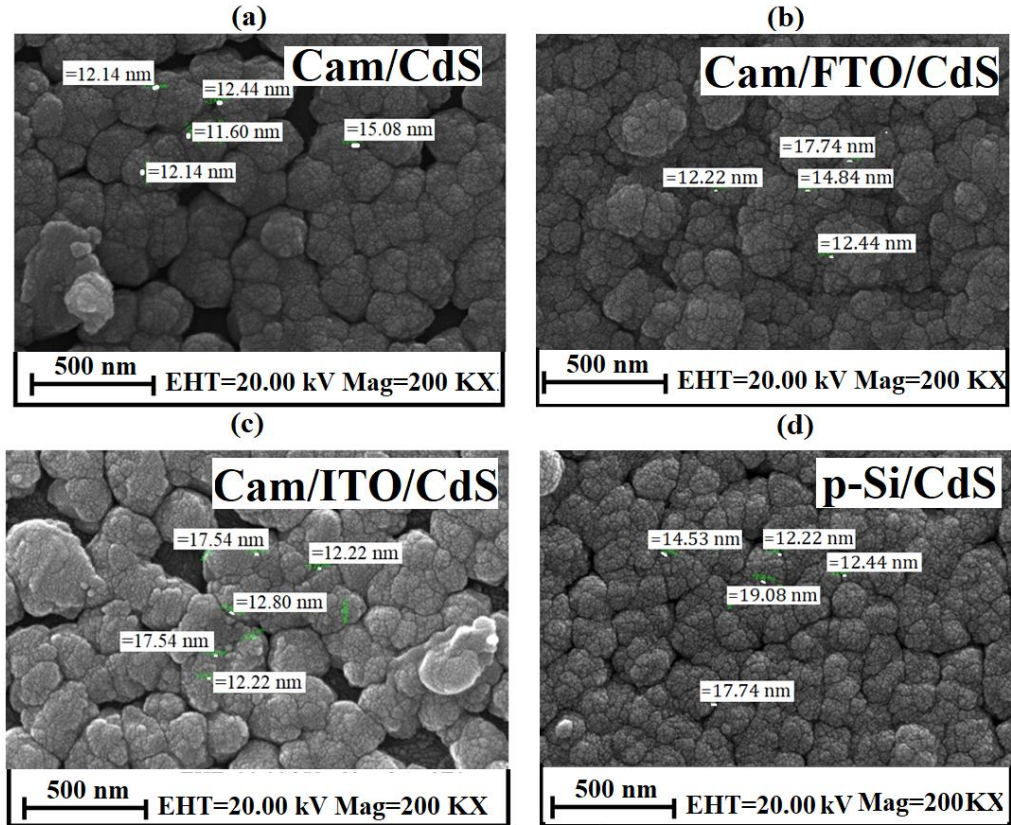 (a)
Cam/CdS
=12.14 nm
=12.44 nm
=11.60 nm
=15.08 nm
=12.14 nm
500 nm
EHT=20.00 kV Mag=200 KX
(b)
Cam/FTO/CdS
=17.74 nm
=12.22 nm
=14.84 nm
=12.44 nm
500 nm
EHT=20.00 kV Mag=200 KX
(c)
Cam/ITO/CdS
=17.54 nm
=12.22 nm
=12.80 nm
=17.54 nm
=12.22 nm
500 nm
EHT=20.00 kV Mag=200 KX
(d)
p-Si/CdS
=14.53 nm
=12.22 nm
=12.44 nm
=19.08 nm
=17.74 nm
500 nm
EHT=20.00 kV Mag=200KX